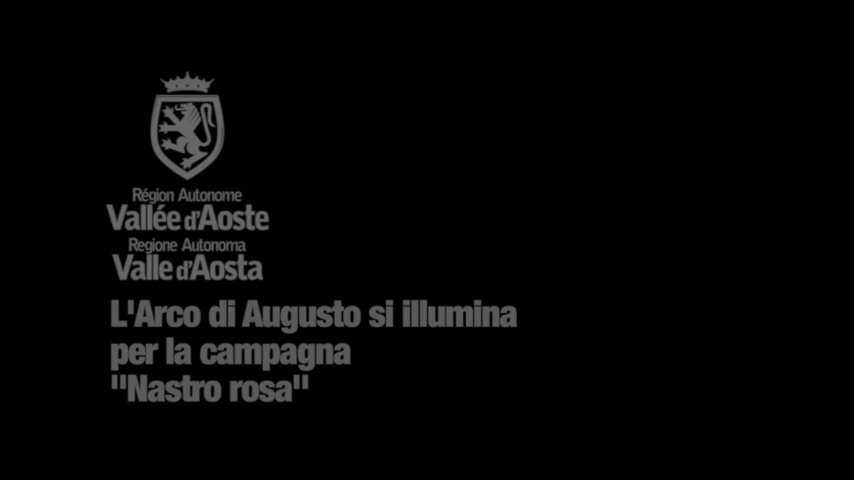 Région Autonome
Vallée d'Aoste
Regione Autonoma
Valle d'Aosta
L'Arco di Augusto si illumina
per la campagna
"Nastro rosa"